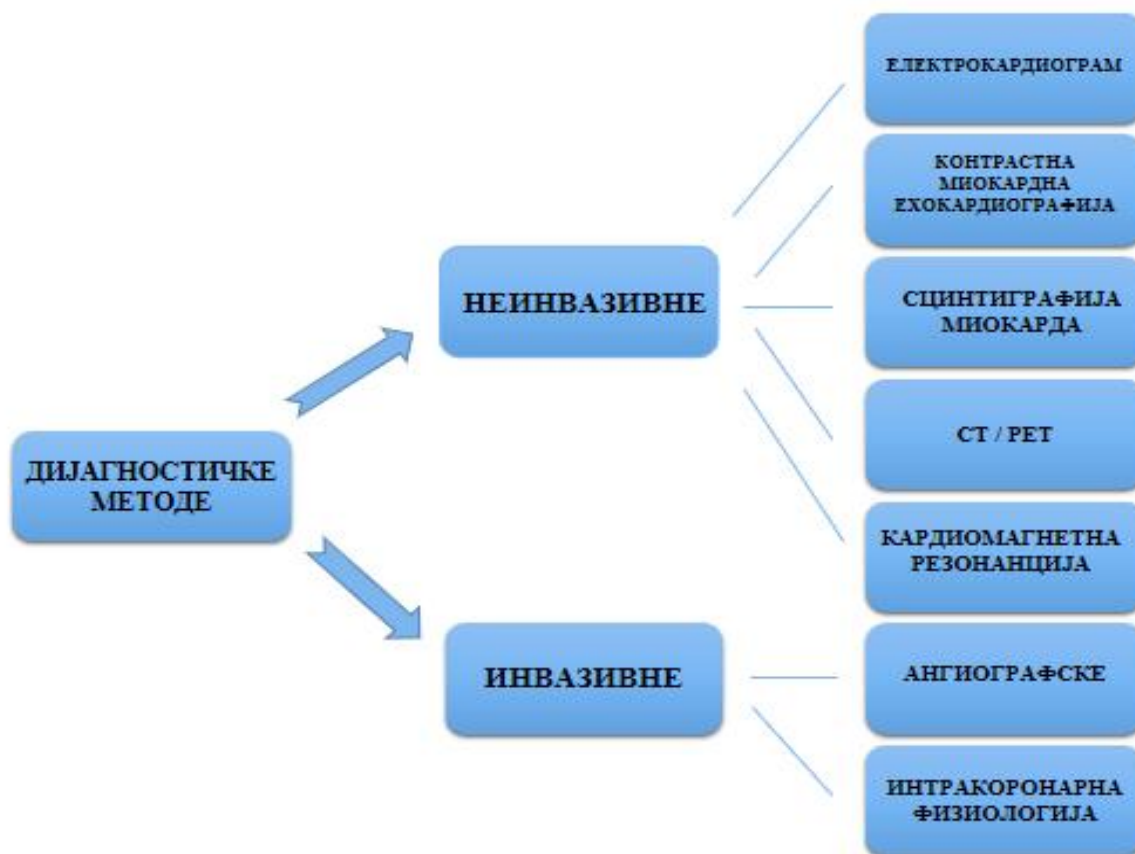 ДИЈАГНОСТИЧКЕ
МЕТОДЕ
НЕИНВАЗИВНЕ
ЕЛЕКТРОКАРДИОГРАМ
КОНТРАСТНА
МИОКАРДНА
ЕХОКАРДИОГРАФИЈА
СЦИНТИГРАФИЈА
МИОКАРДА
CT / PET
КАРДИОМАГНЕТНА
РЕЗОНАНЦИЈА
ИНВАЗИВНЕ
АНГИОГРАФСКЕ
ИНТРАКОРОНАРНА
ФИЗИОЛОГИЈА